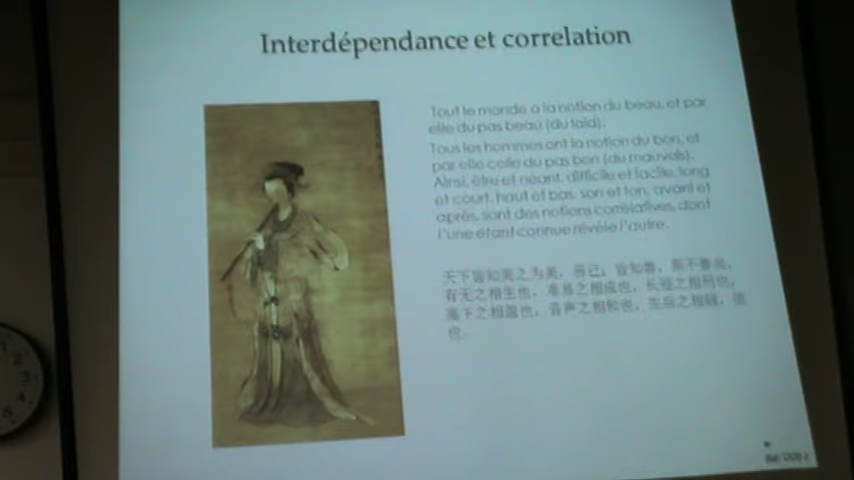 Interdépendance et correlation
Tout le monde a la notion du beau, et par
elle du pas beau (du laid).
Tous les hommes ont la notion du bon, et
par elle celle du pas bon (du mauvais).
Ainsi, être et néant, difficile et facile, long
et court, haut et bas, son et ton, avant et
après, sont des notions corrélatives, dont
l'une étant connue révèle l'autre.
天下皆知美之为美，恶已；皆知善，斯不善矣。
有无之相生也，难易之相成也，长短之相刑也，
高下之相盈也，音声之相和也，先后之相随，恒
也。
2
3
4
5